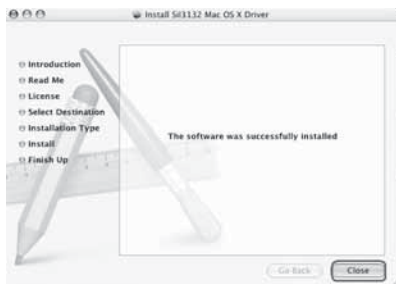 Install SiI3132 Mac OS X Driver
Introduction
Read Me
License
Select Destination
Installation Type
Install
Finish Up
The software was successfully installed
Go Back
Close